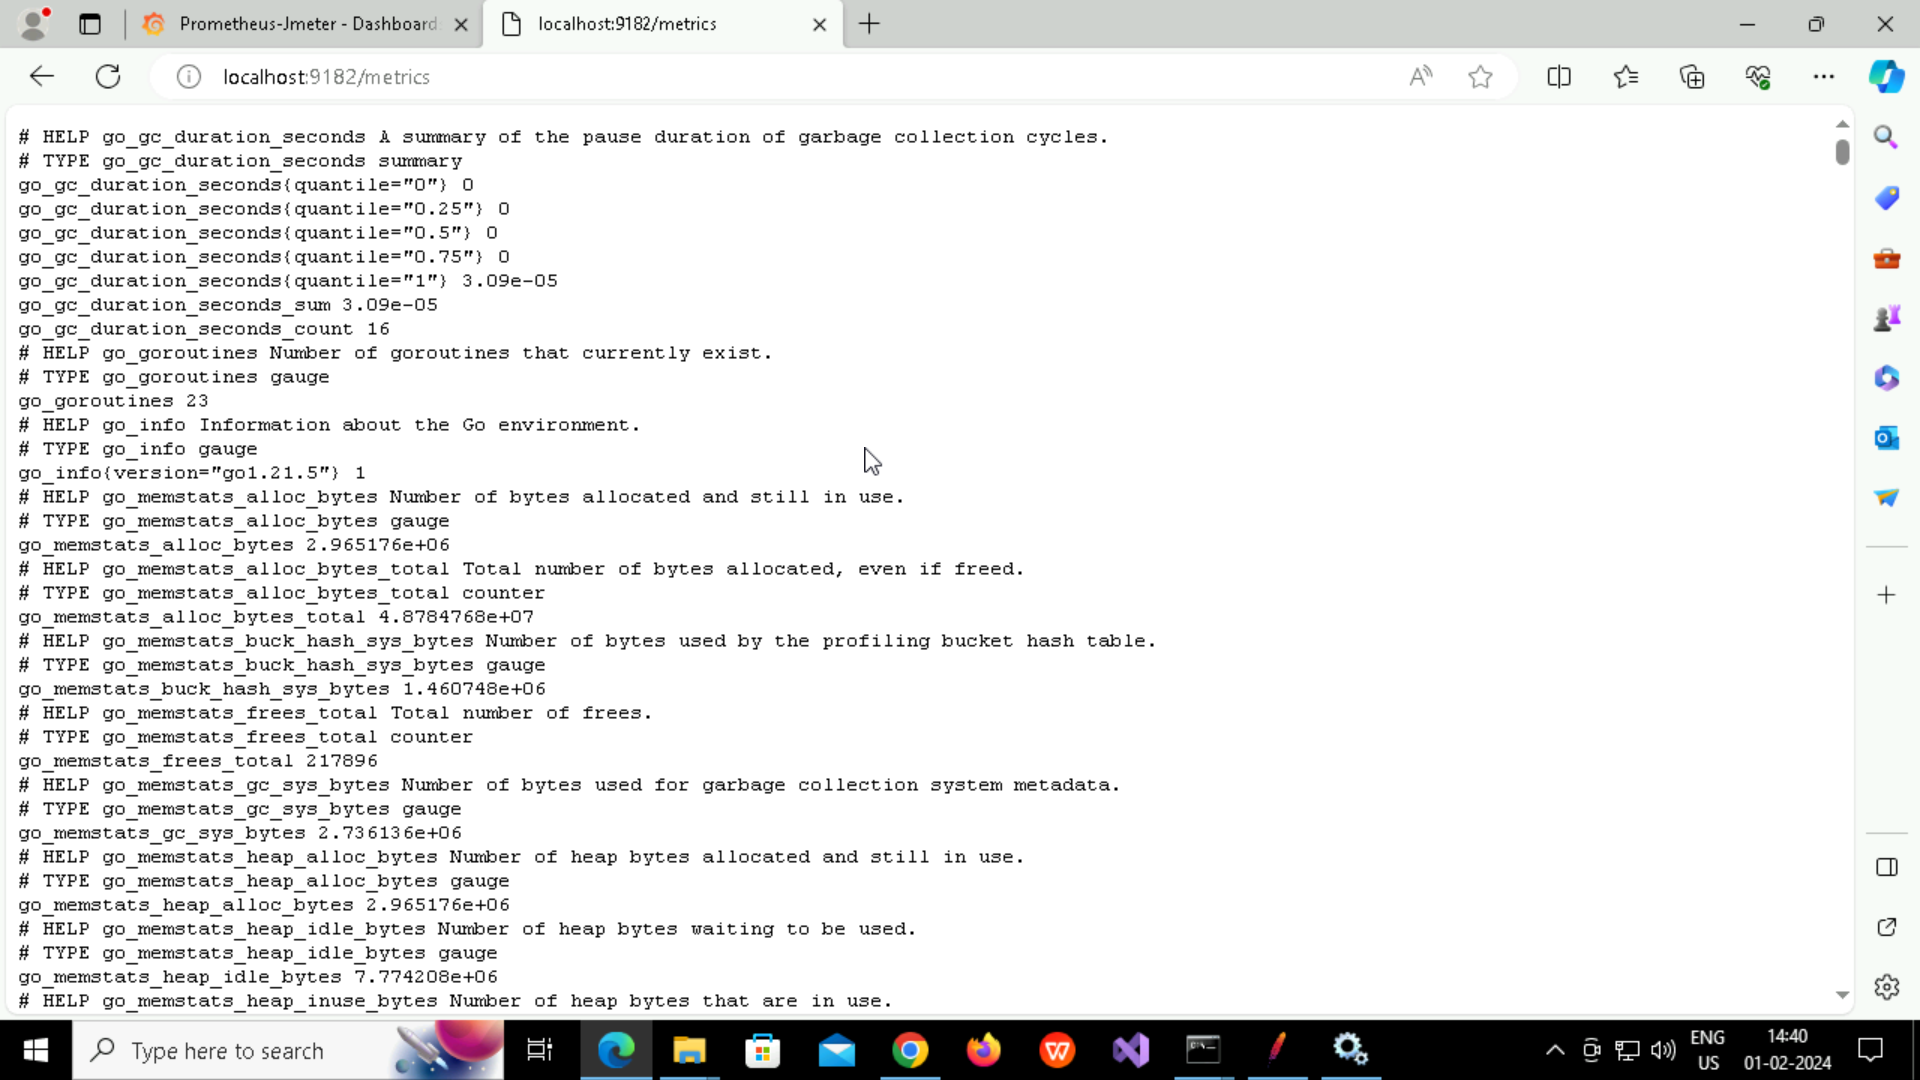 Prometheus-Jmeter - Dashboard
localhost:9182/metrics
localhost:9182/metrics
# HELP go_gc_duration_seconds A summary of the pause duration of garbage collection cycles.
# TYPE go_gc_duration_seconds summary
go_gc_duration_seconds{quantile="0"} 0
go_gc_duration_seconds{quantile="0.25"} 0
go_gc_duration_seconds{quantile="0.5"} 0
go_gc_duration_seconds{quantile="0.75"} 0
go_gc_duration_seconds{quantile="1"} 3.09e-05
go_gc_duration_seconds_sum 3.09e-05
go_gc_duration_seconds_count 16
# HELP go_goroutines Number of goroutines that currently exist.
# TYPE go_goroutines gauge
go_goroutines 23
# HELP go_info Information about the Go environment.
# TYPE go_info gauge
go_info{version="go1.21.5"} 1
# HELP go_memstats_alloc_bytes Number of bytes allocated and still in use.
# TYPE go_memstats_alloc_bytes gauge
go_memstats_alloc_bytes 2.965176e+06
# HELP go_memstats_alloc_bytes_total Total number of bytes allocated, even if freed.
# TYPE go_memstats_alloc_bytes_total counter
go_memstats_alloc_bytes_total 4.8784768e+07
# HELP go_memstats_buck_hash_sys_bytes Number of bytes used by the profiling bucket hash table.
# TYPE go_memstats_buck_hash_sys_bytes gauge
go_memstats_buck_hash_sys_bytes 1.460748e+06
# HELP go_memstats_frees_total Total number of frees.
# TYPE go_memstats_frees_total counter
go_memstats_frees_total 217896
# HELP go_memstats_gc_sys_bytes Number of bytes used for garbage collection system metadata.
# TYPE go_memstats_gc_sys_bytes gauge
go_memstats_gc_sys_bytes 2.736136e+06
# HELP go_memstats_heap_alloc_bytes Number of heap bytes allocated and still in use.
# TYPE go_memstats_heap_alloc_bytes gauge
go_memstats_heap_alloc_bytes 2.965176e+06
# HELP go_memstats_heap_idle_bytes Number of heap bytes waiting to be used.
# TYPE go_memstats_heap_idle_bytes gauge
go_memstats_heap_idle_bytes 7.774208e+06
# HELP go_memstats_heap_inuse_bytes Number of heap bytes that are in use.
Type here to search
ENG
US
14:40
01-02-2024